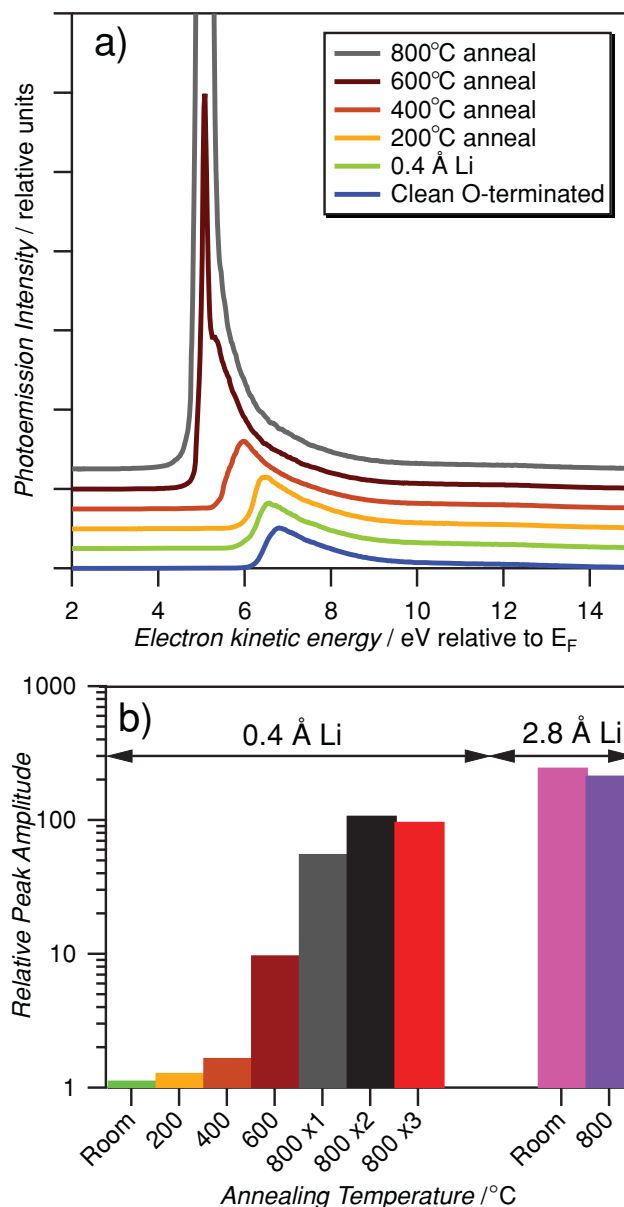 a)
800°C anneal
600°C anneal
400°C anneal
200°C anneal
0.4 Å Li
Clean O-terminated
Photoemission Intensity / relative units
2 4 6 8 10 12 14
Electron kinetic energy / eV relative to E_F
b)
0.4 Å Li 2.8 Å Li
1000
100
10
1
Relative Peak Amplitude
Room 200 400 600 800 x1 800 x2 800 x3 Room 800
Annealing Temperature /°C